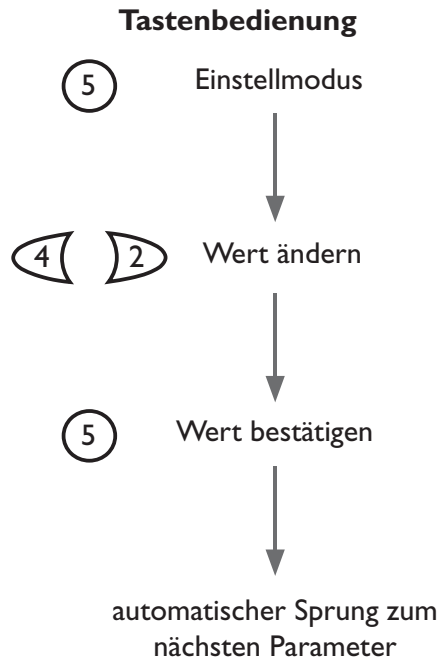 Tastenbedienung
5 Einstellmodus
4 2 Wert ändern
5 Wert bestätigen
automatischer Sprung zum
nächsten Parameter